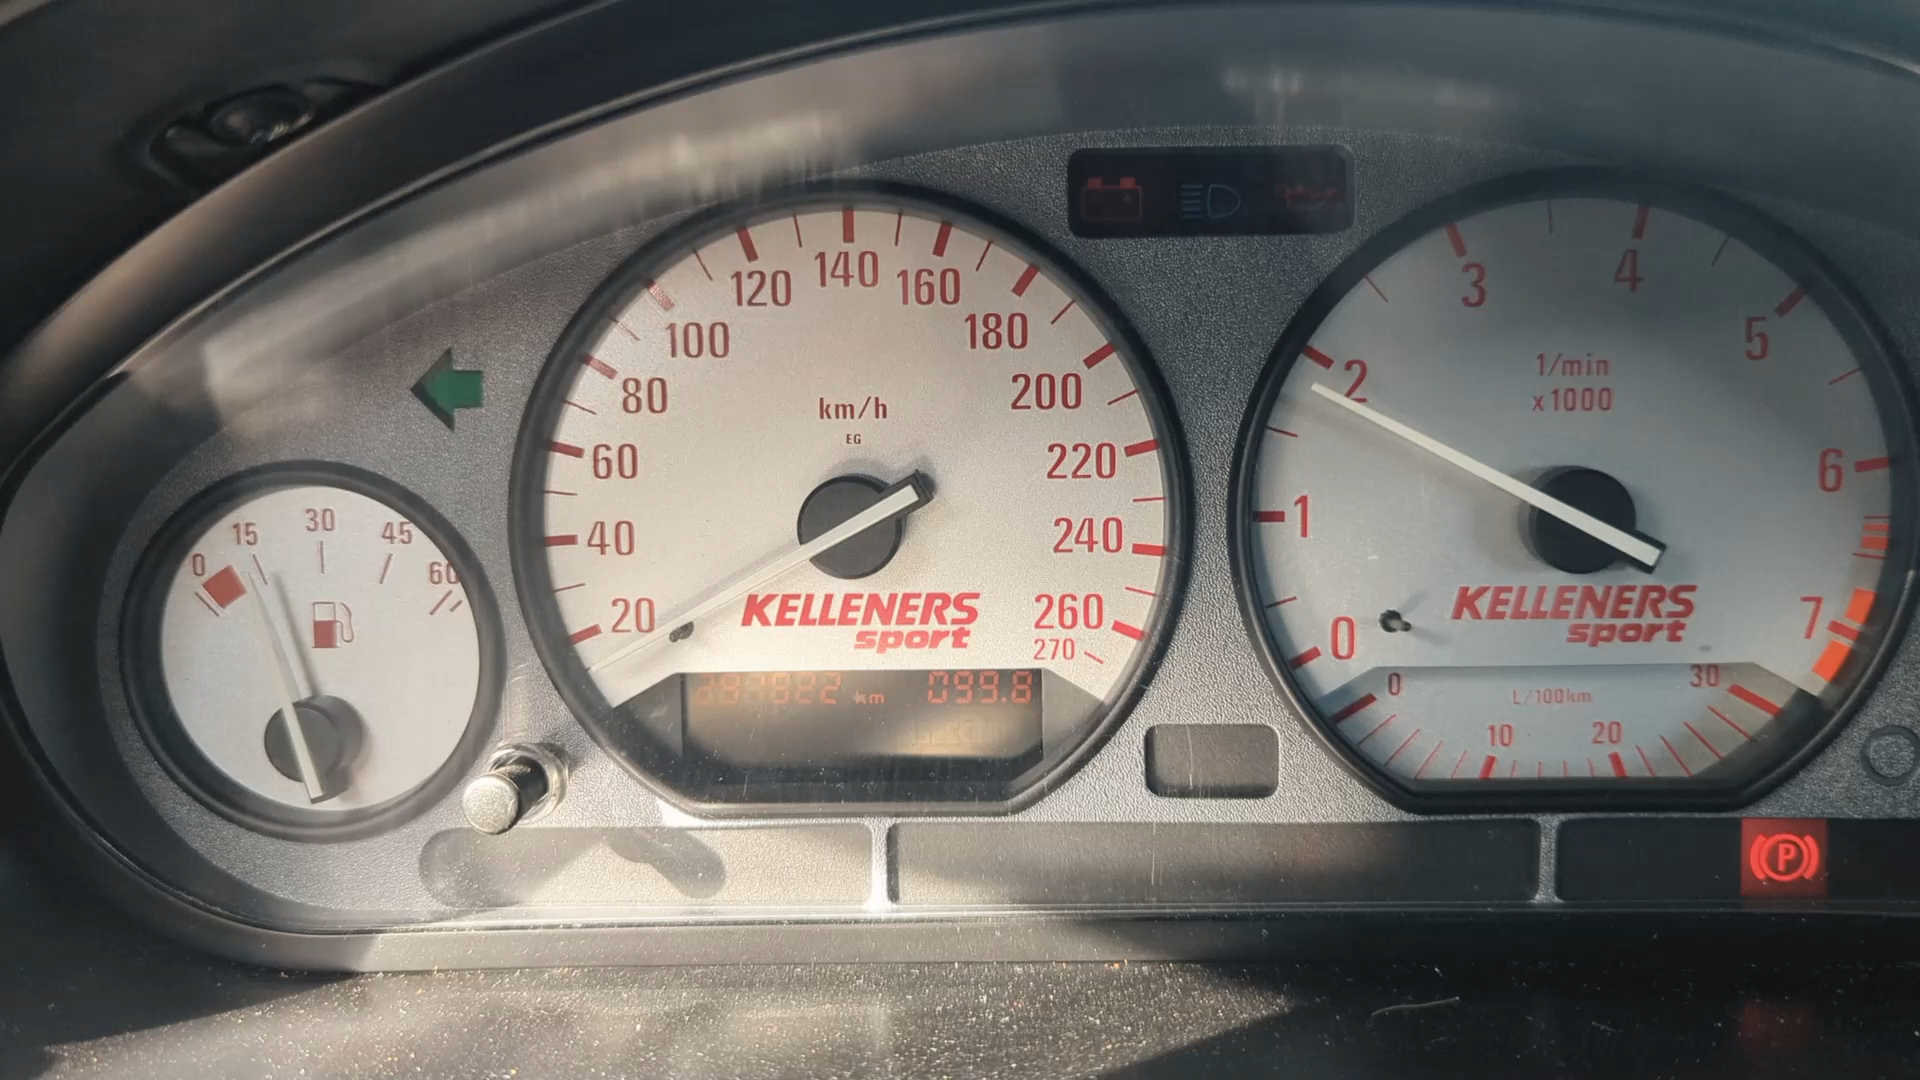 0 15 30 45 60
20 40 60 80 100 120 140 160 180 200 220 240 260 270
km/h
EG
KELLENERS
sport
km 099.8
0 1 2 3 4 5 6 7
1/min
x1000
KELLENERS
sport
0 10 20 30
L/100km
P